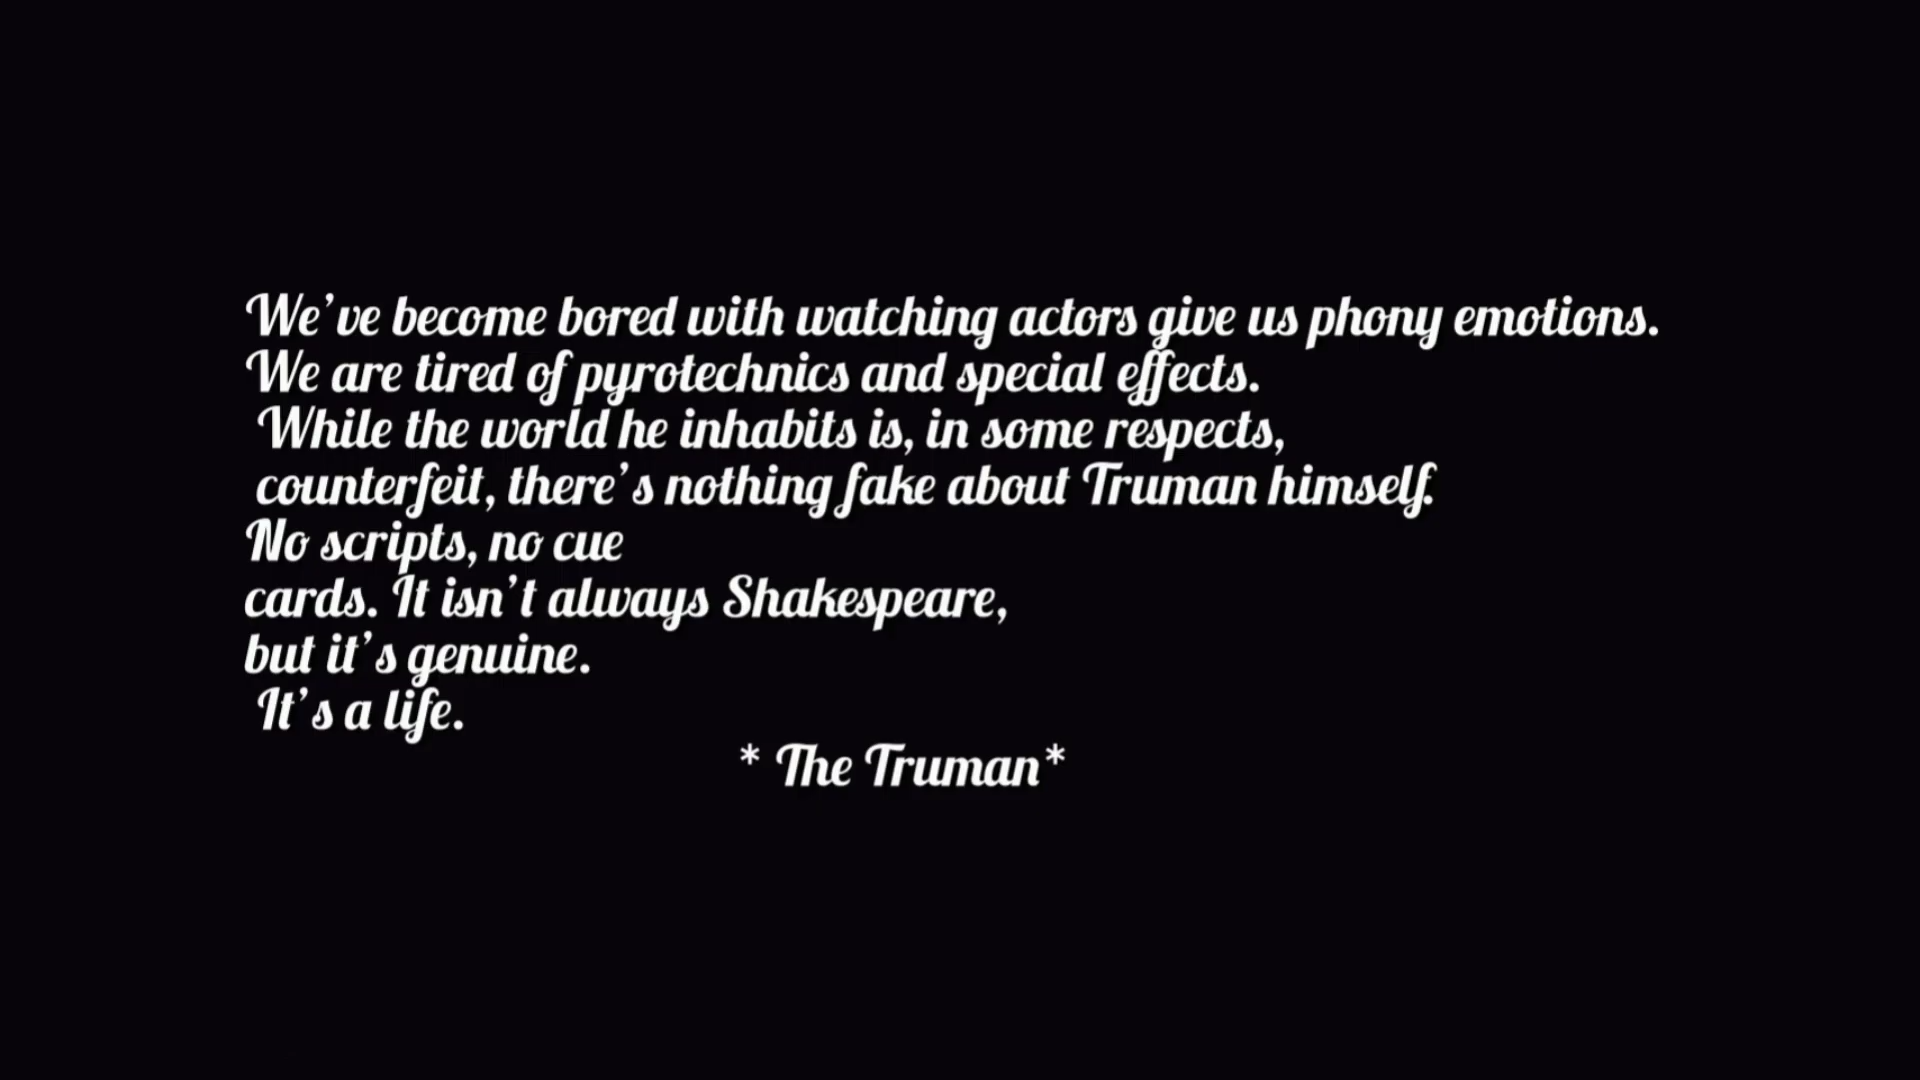 We've become bored with watching actors give us phony emotions.
We are tired of pyrotechnics and special effects.
While the world he inhabits is, in some respects,
counterfeit, there's nothing fake about Truman himself.
No scripts, no cue
cards. It isn't always Shakespeare,
but it's genuine.
It's a life.
* The Truman*